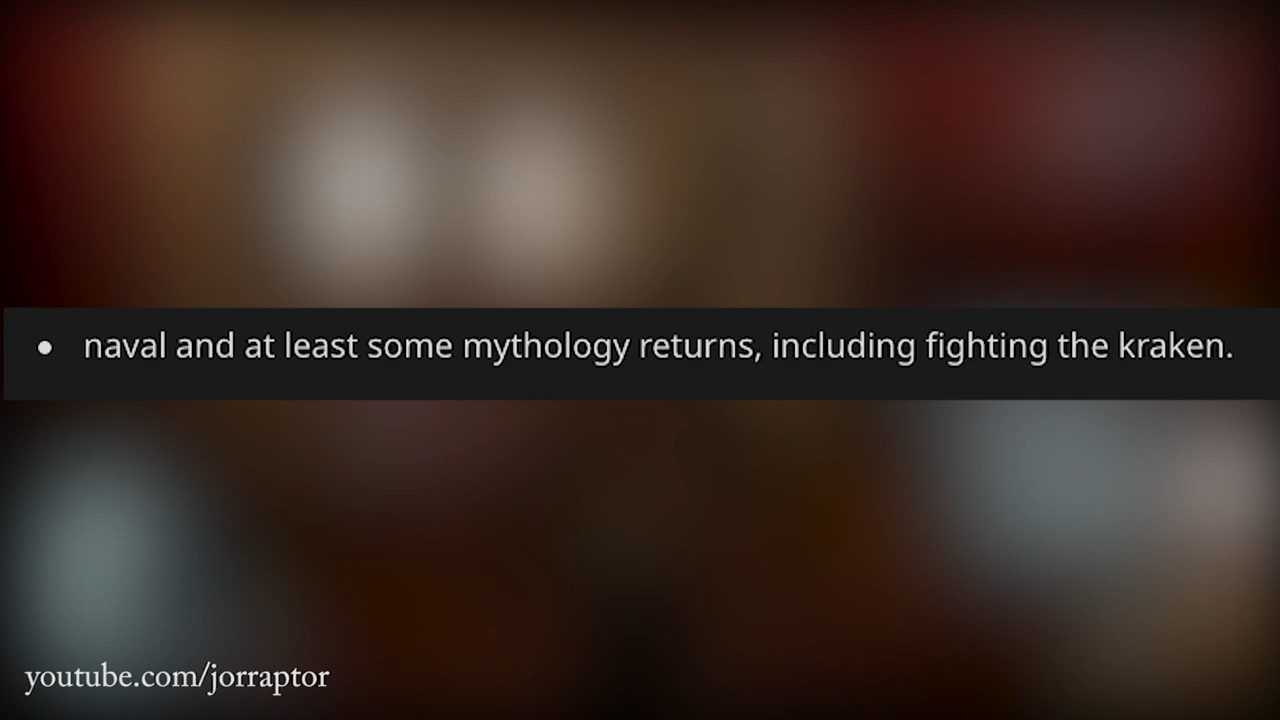 • naval and at least some mythology returns, including fighting the kraken.
youtube.com/jorraptor